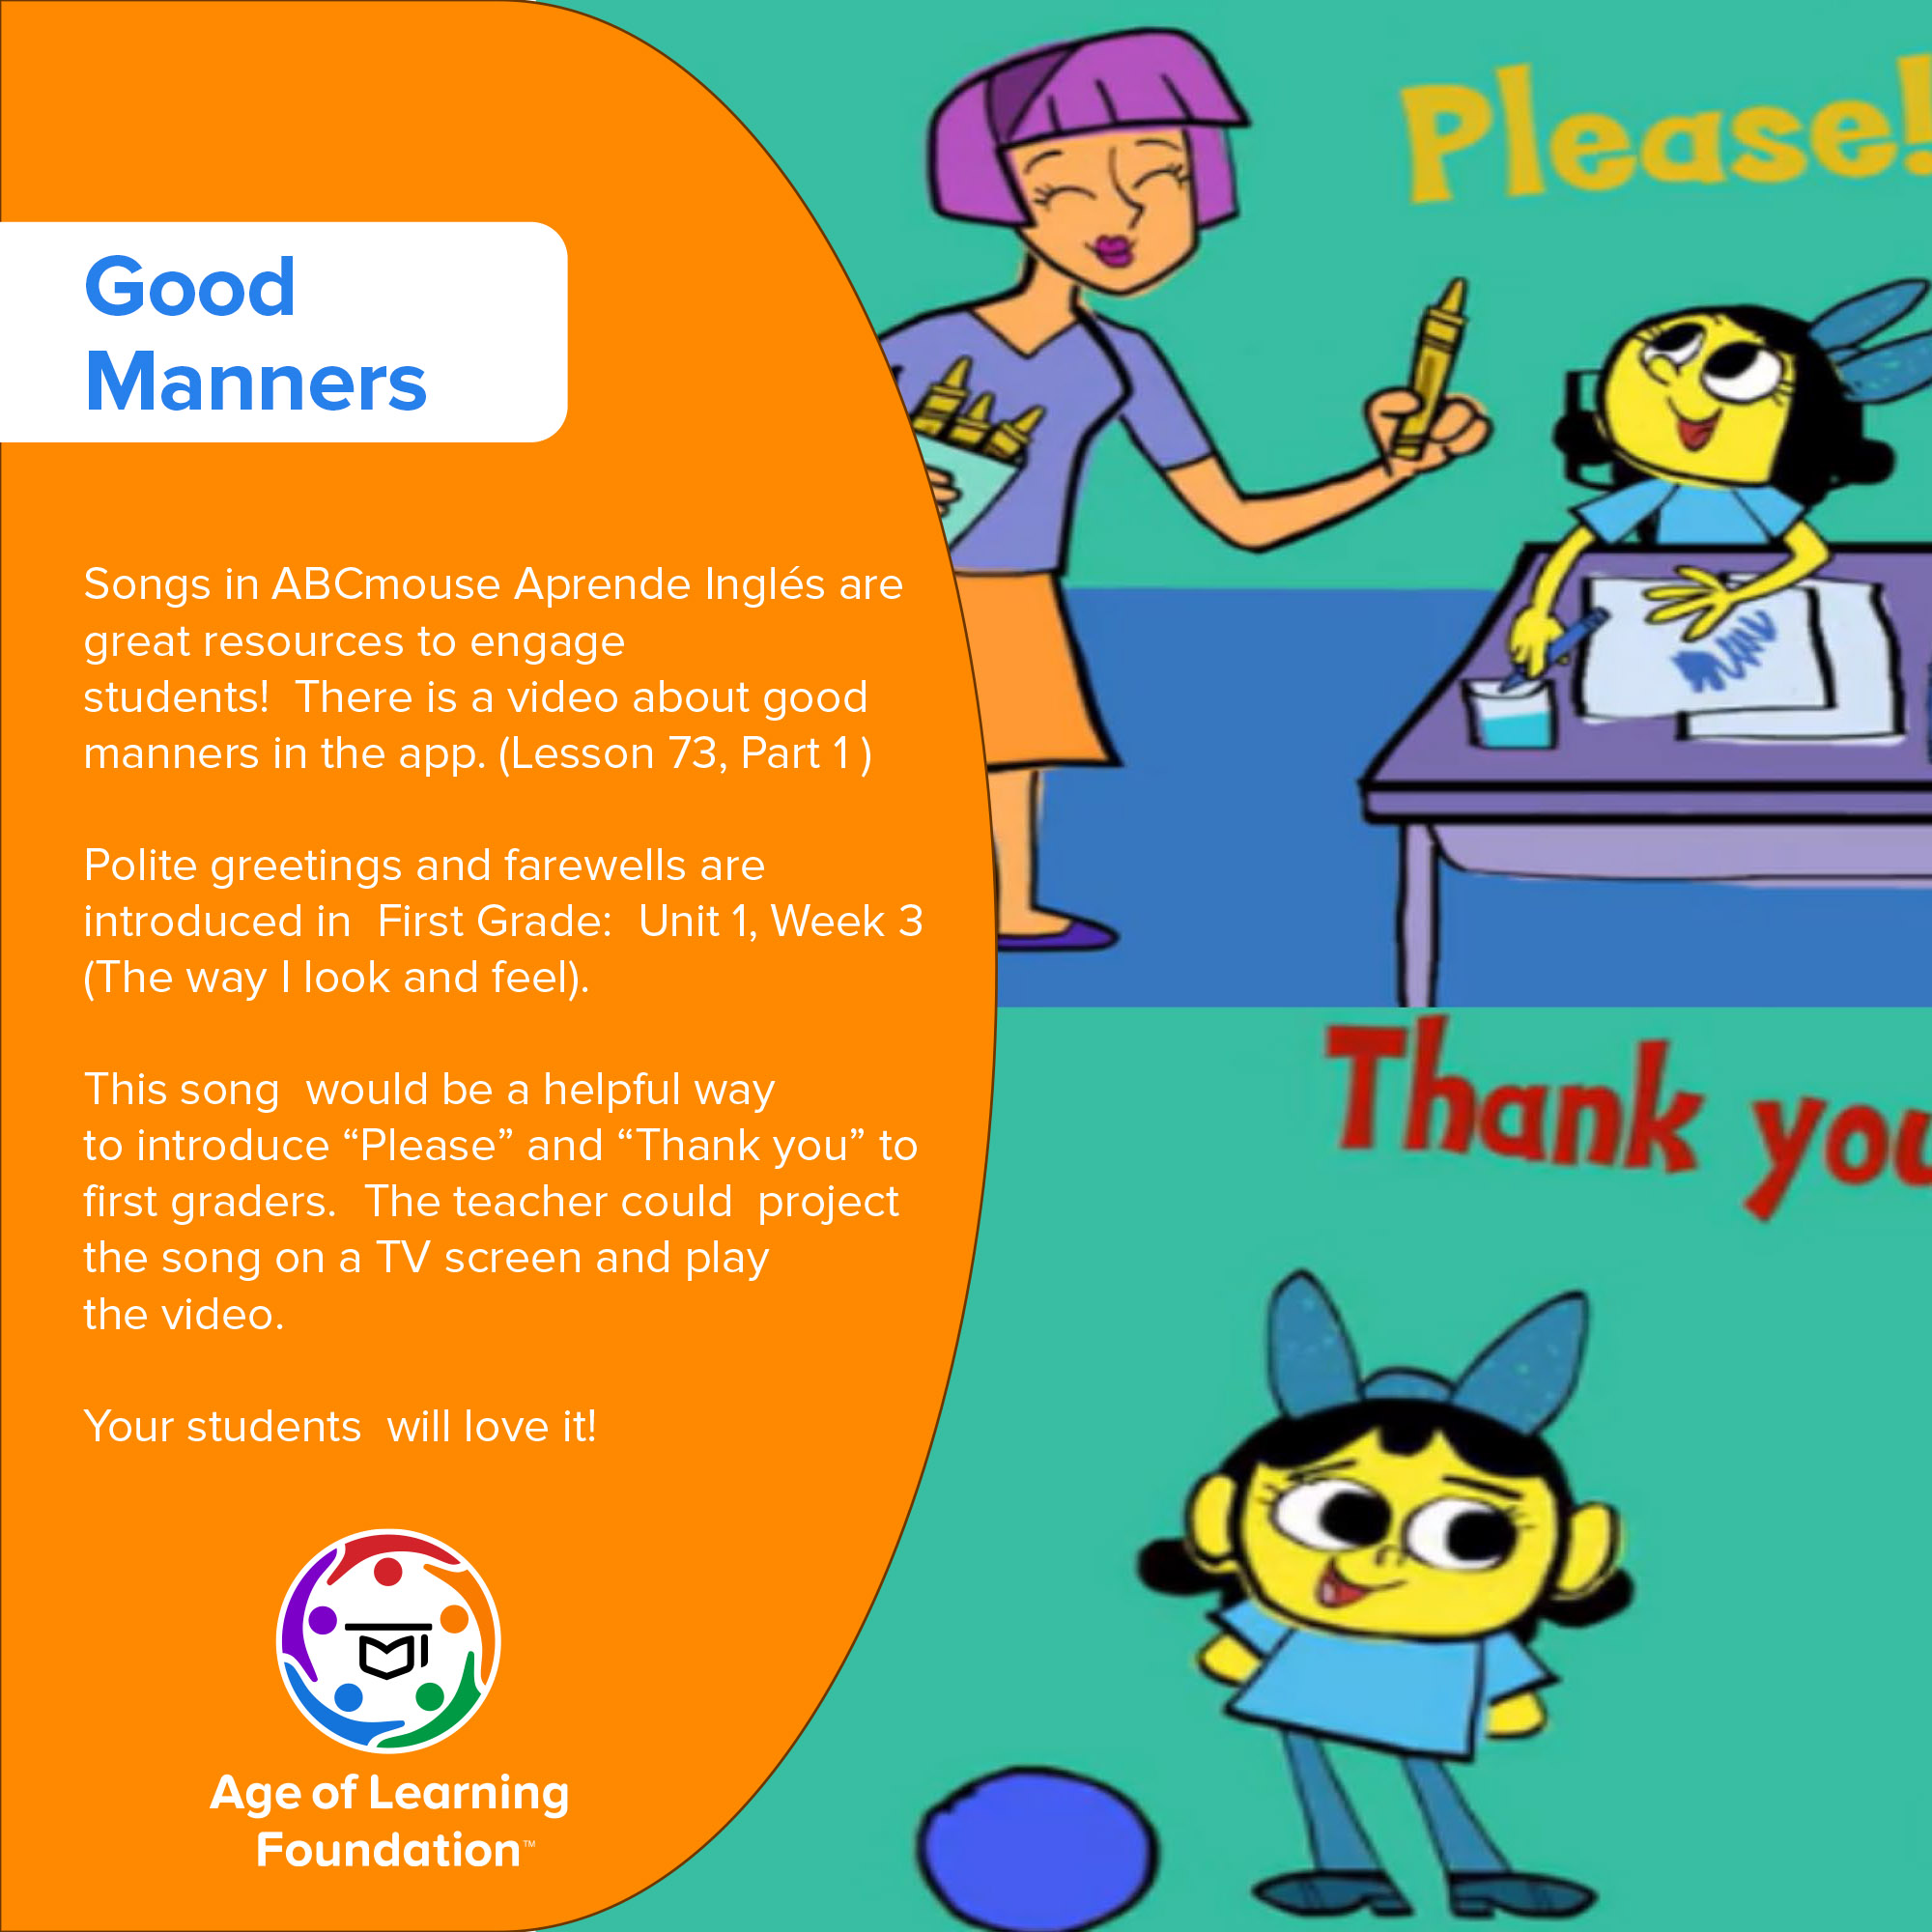 Good
Manners
Songs in ABCmouse Aprende Inglés are
great resources to engage
students!  There is a video about good
manners in the app. (Lesson 73, Part 1 )
Polite greetings and farewells are
introduced in  First Grade:  Unit 1, Week 3
(The way I look and feel).
This song  would be a helpful way
to introduce “Please” and “Thank you” to
first graders.  The teacher could  project
the song on a TV screen and play
the video.
Your students  will love it!
Age of Learning
Foundation™
Please!
Thank you